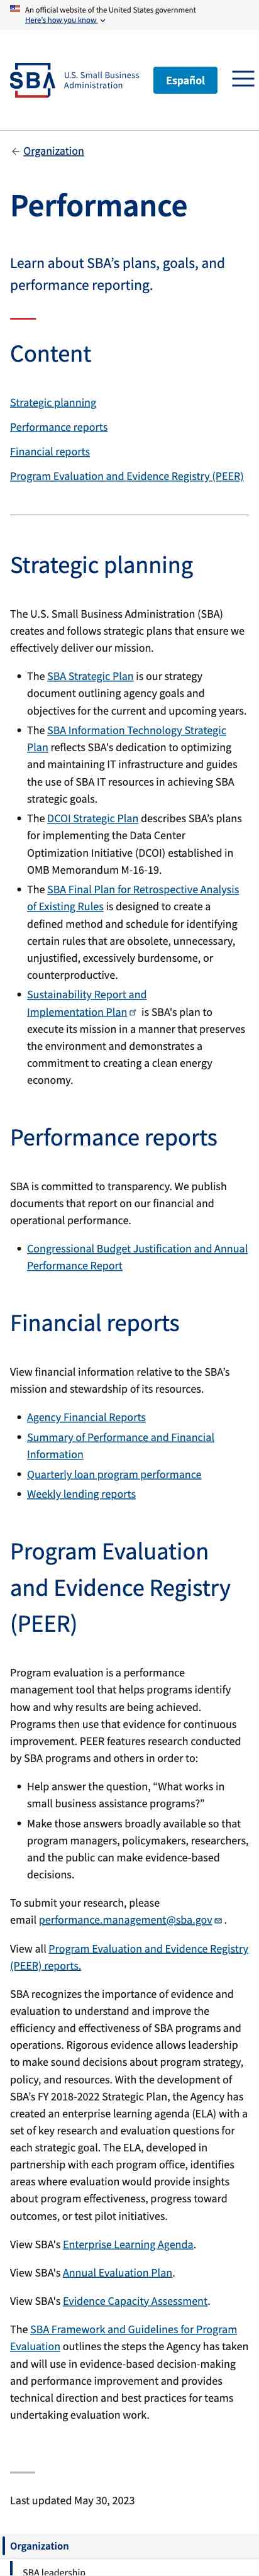 An official website of the United States government
Here's how you know
SBA
U.S. Small Business
Administration
Español
Organization
Performance
Learn about SBA's plans, goals, and
performance reporting.
Content
Strategic planning
Performance reports
Financial reports
Program Evaluation and Evidence Registry (PEER)
Strategic planning
The U.S. Small Business Administration (SBA)
creates and follows strategic plans that ensure we
effectively deliver our mission.
The SBA Strategic Plan is our strategy
document outlining agency goals and
objectives for the current and upcoming years.
The SBA Information Technology Strategic
Plan reflects SBA's dedication to optimizing
and maintaining IT infrastructure and guides
the use of SBA IT resources in achieving SBA
strategic goals.
The DCOI Strategic Plan describes SBA's plans
for implementing the Data Center
Optimization Initiative (DCOI) established in
OMB Memorandum M-16-19.
The SBA Final Plan for Retrospective Analysis
of Existing Rules is designed to create a
defined method and schedule for identifying
certain rules that are obsolete, unnecessary,
unjustified, excessively burdensome, or
counterproductive.
Sustainability Report and
Implementation Plan is SBA's plan to
execute its mission in a manner that preserves
the environment and demonstrates a
commitment to creating a clean energy
economy.
Performance reports
SBA is committed to transparency. We publish
documents that report on our financial and
operational performance.
Congressional Budget Justification and Annual
Performance Report
Financial reports
View financial information relative to the SBA's
mission and stewardship of its resources.
Agency Financial Reports
Summary of Performance and Financial
Information
Quarterly loan program performance
Weekly lending reports
Program Evaluation
and Evidence Registry
(PEER)
Program evaluation is a performance
management tool that helps programs identify
how and why results are being achieved.
Programs then use that evidence for continuous
improvement. PEER features research conducted
by SBA programs and others in order to:
Help answer the question, “What works in
small business assistance programs?”
Make those answers broadly available so that
program managers, policymakers, researchers,
and the public can make evidence-based
decisions.
To submit your research, please
email performance.management@sba.gov .
View all Program Evaluation and Evidence Registry
(PEER) reports.
SBA recognizes the importance of evidence and
evaluation to understand and improve the
efficiency and effectiveness of SBA programs and
operations. Rigorous evidence allows leadership
to make sound decisions about program strategy,
policy, and resources. With the development of
SBA's FY 2018-2022 Strategic Plan, the Agency has
created an enterprise learning agenda (ELA) with a
set of key research and evaluation questions for
each strategic goal. The ELA, developed in
partnership with each program office, identifies
areas where evaluation would provide insights
about program effectiveness, progress toward
outcomes, or test pilot initiatives.
View SBA's Enterprise Learning Agenda.
View SBA's Annual Evaluation Plan.
View SBA's Evidence Capacity Assessment.
The SBA Framework and Guidelines for Program
Evaluation outlines the steps the Agency has taken
and will use in evidence-based decision-making
and performance improvement and provides
technical direction and best practices for teams
undertaking evaluation work.
Last updated May 30, 2023
Organization
SBA leadership